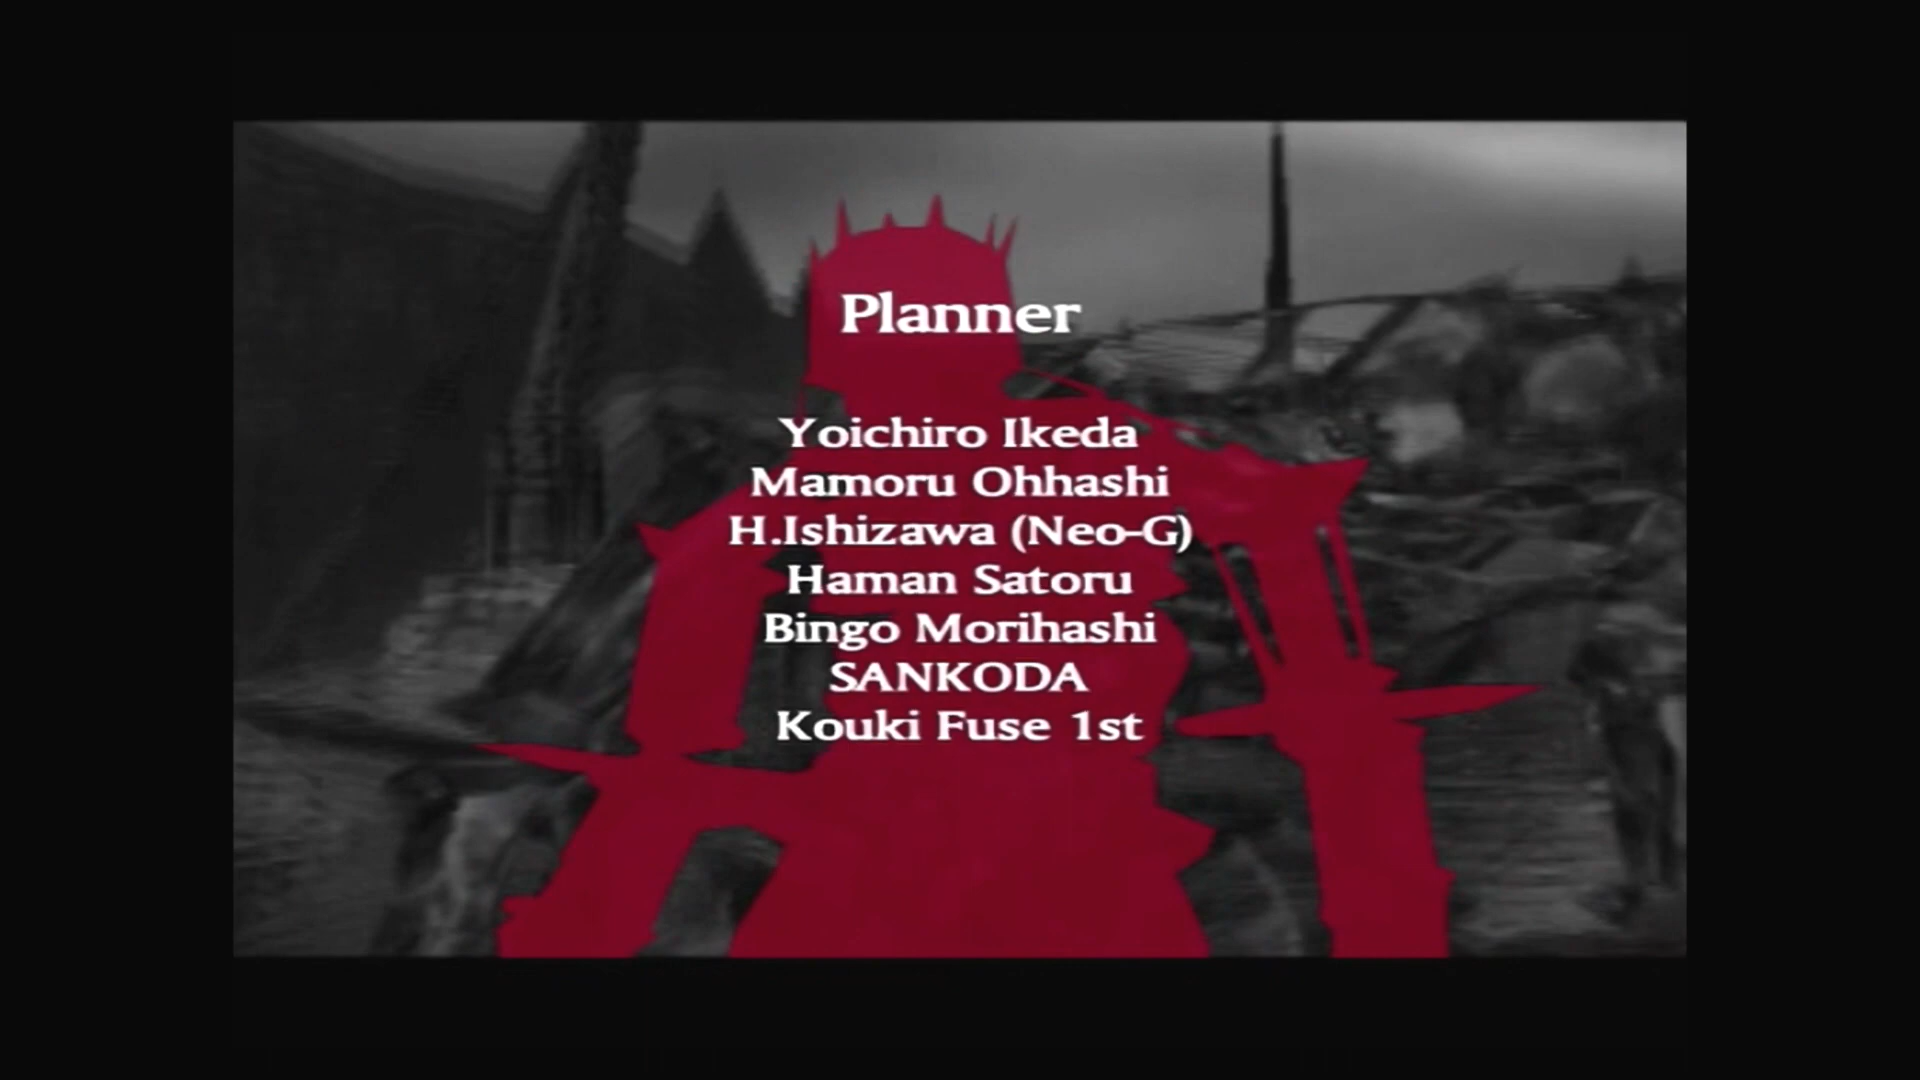 Planner
Yoichiro Ikeda
Mamoru Ohhashi
H.Ishizawa (Neo-G)
Haman Satoru
Bingo Morihashi
SANKODA
Kouki Fuse 1st